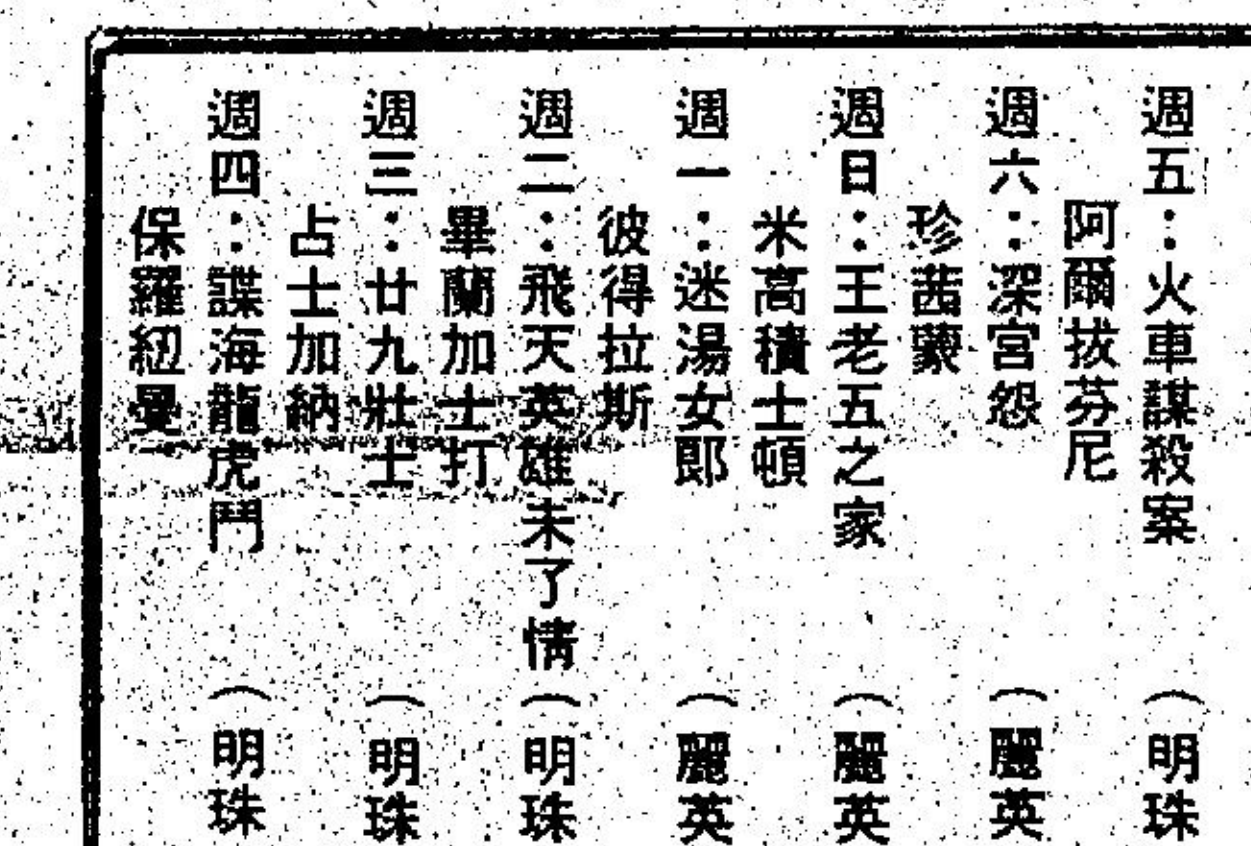 週五：火車謀殺案（明珠
阿爾拔芬尼
週六：深宮怨（麗英
珍茜蒙
週日：王老五之家（麗英
米高積士頓
週一：迷湯女郎（麗英
彼得拉斯
週二：飛天英雄未了情（明珠
畢蘭加士打
週三：廿九壯士（明珠
占士加納
週四：諜海龍虎鬥（明珠
保羅紐曼